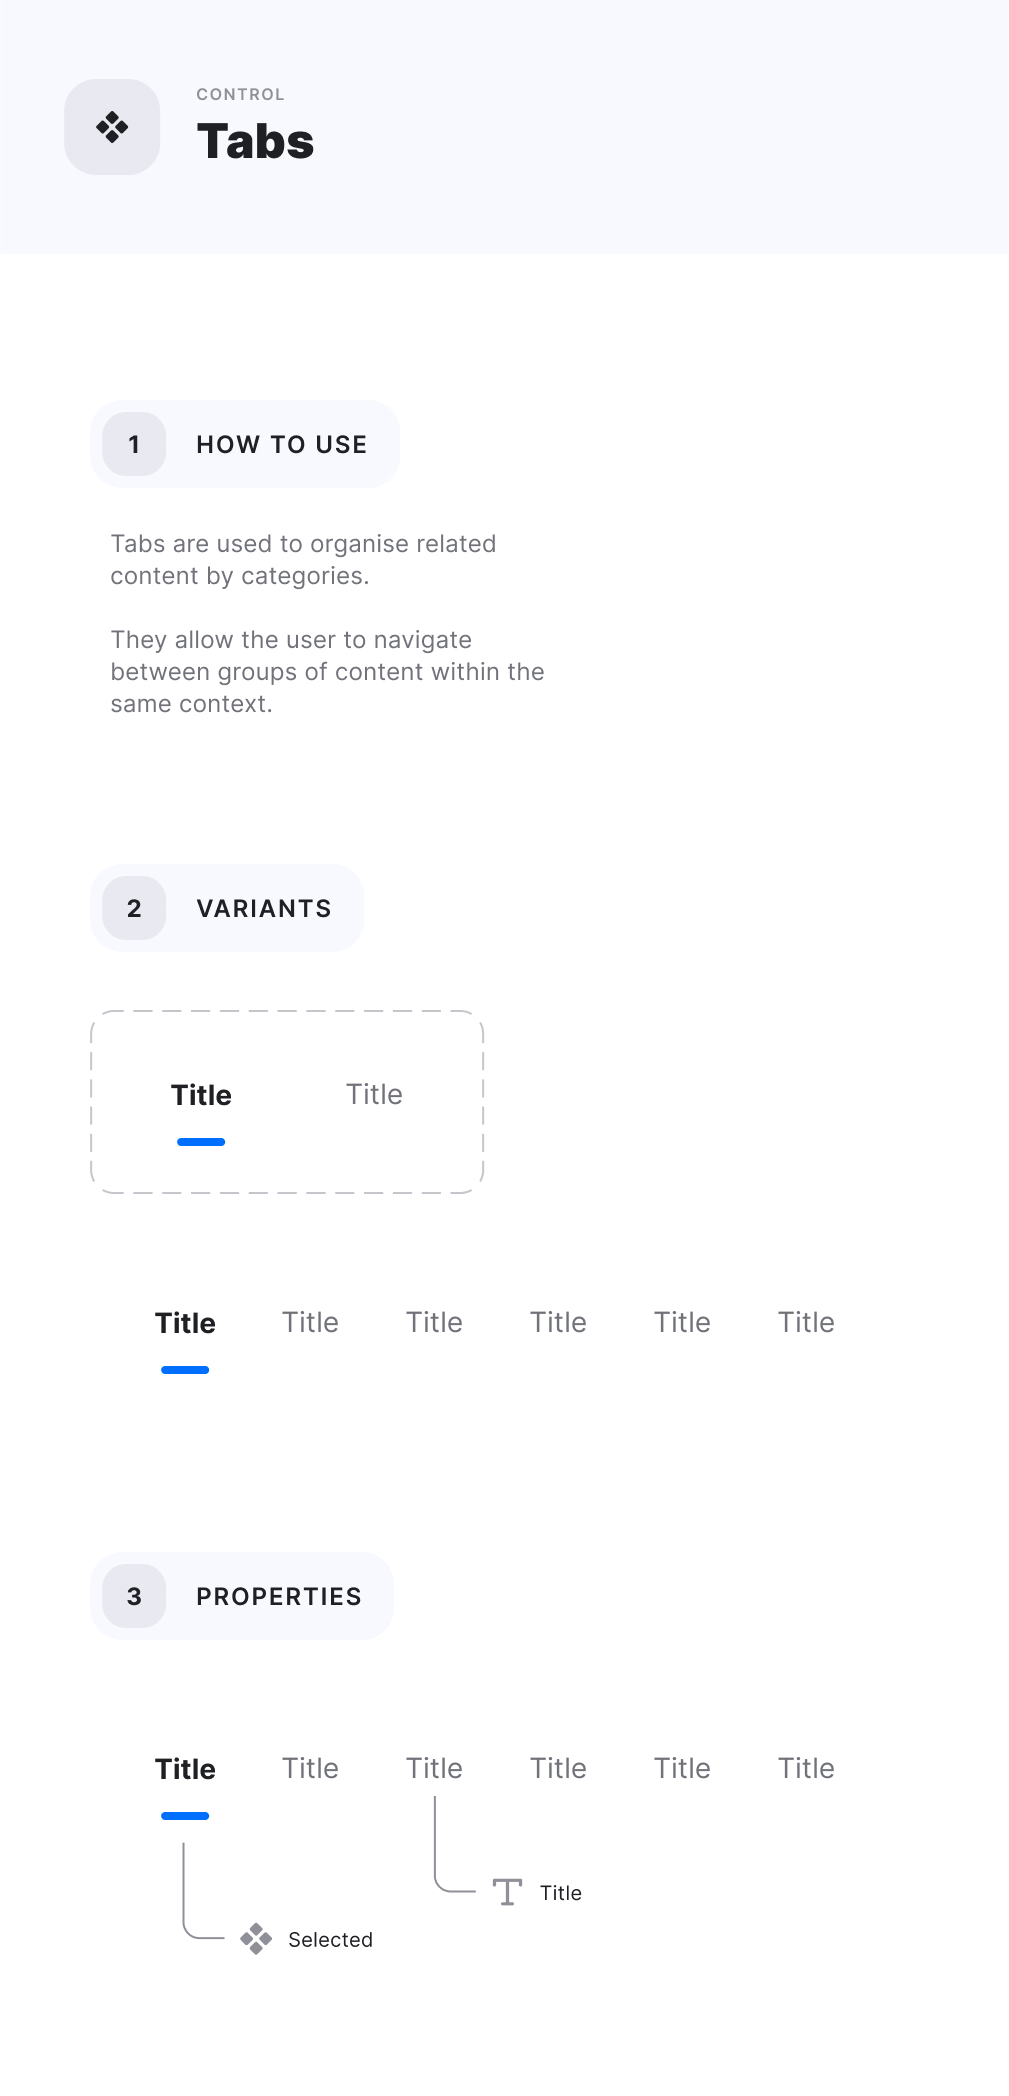 CONTROL
Tabs
1 HOW TO USE
Tabs are used to organise related
content by categories.
They allow the user to navigate
between groups of content within the
same context.
2 VARIANTS
Title Title
Title Title Title Title Title Title
3 PROPERTIES
Title Title Title Title Title Title
Title
Selected